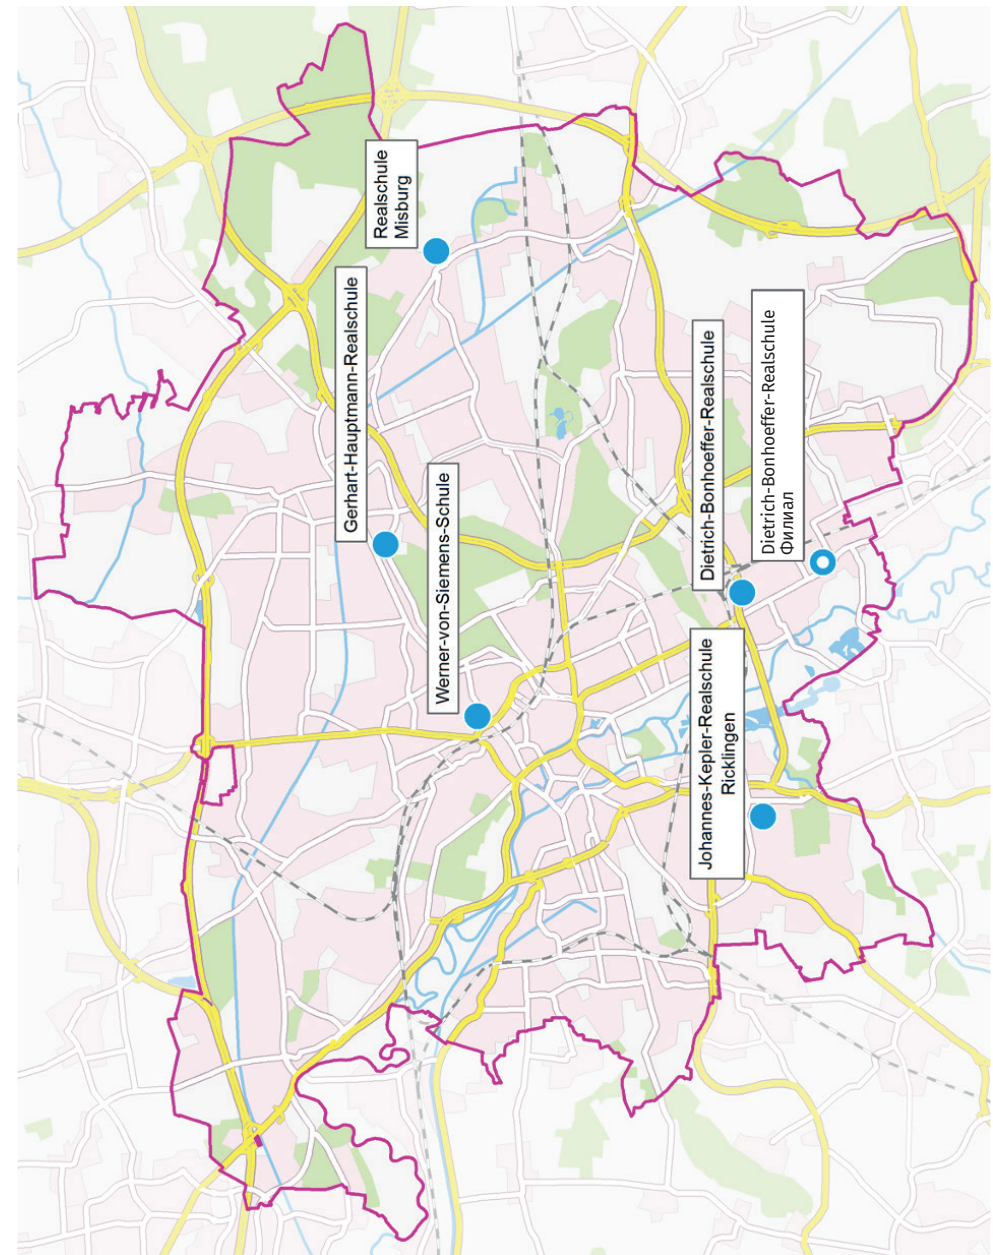 Realschule
Misburg
Gerhart-Hauptmann-Realschule
Werner-von-Siemens-Schule
Dietrich-Bonhoeffer-Realschule
Dietrich-Bonhoeffer-Realschule
Филиал
Johannes-Kepler-Realschule
Ricklingen